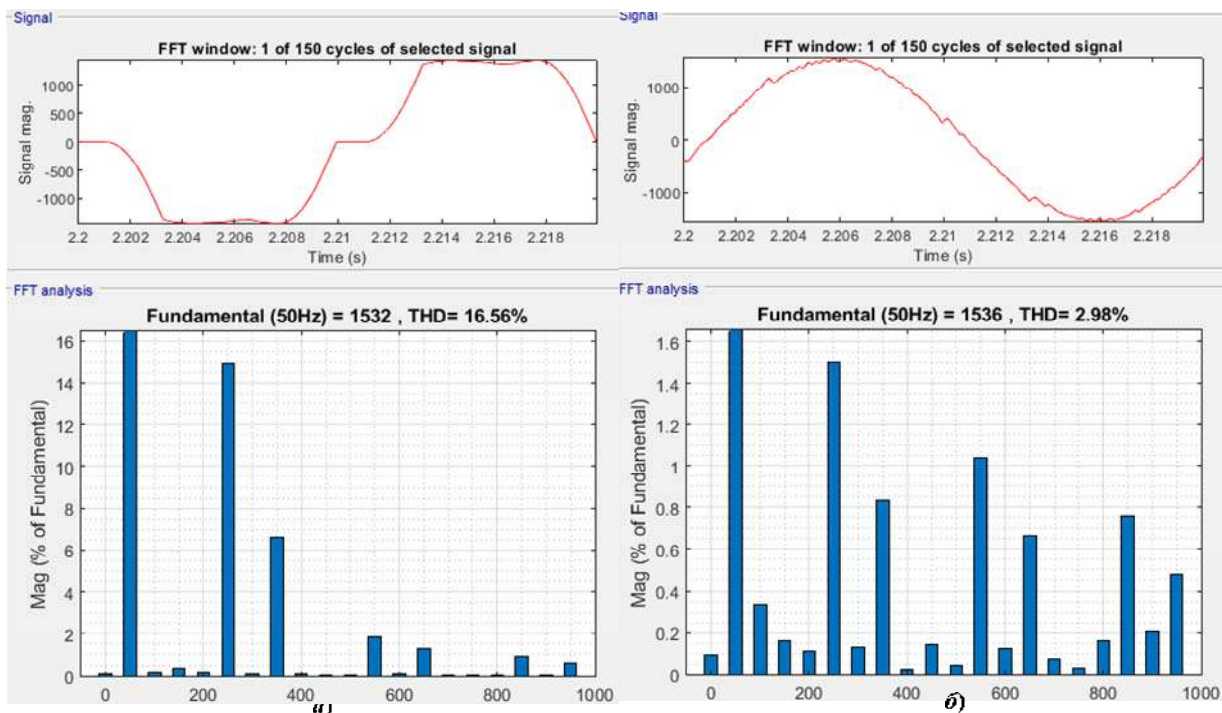 Signal
FFT window: 1 of 150 cycles of selected signal
Signal mag.
1000
500
0
-500
-1000
2.2 2.202 2.204 2.206 2.208 2.21 2.212 2.214 2.216 2.218
Time (s)
FFT analysis
Fundamental (50Hz) = 1532 , THD= 16.56%
Mag (% of Fundamental)
16
14
12
10
8
6
4
2
0
0 200 400 600 800 1000
Signal
FFT window: 1 of 150 cycles of selected signal
Signal mag.
1000
0
-1000
2.2 2.202 2.204 2.206 2.208 2.21 2.212 2.214 2.216 2.218
Time (s)
FFT analysis
Fundamental (50Hz) = 1536 , THD= 2.98%
Mag (% of Fundamental)
1.6
1.4
1.2
1
0.8
0.6
0.4
0.2
0
0 200 400 600 800 1000
б)